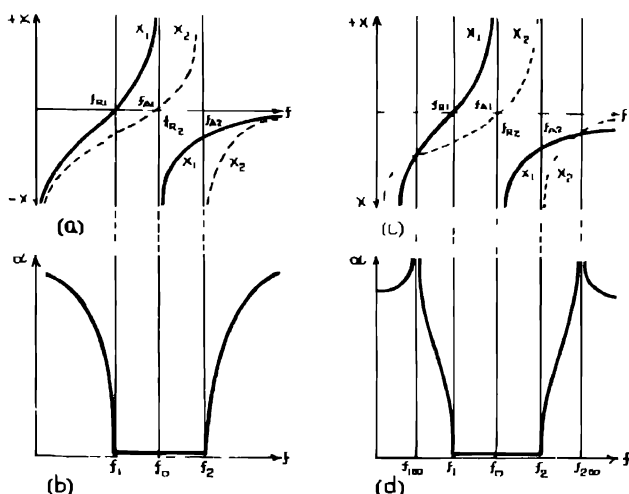 +X
X₁
X₂
fR1
fA1
f
fR2
fA2
X₁
X₂
-X
(a)
+X
X₁
X₂
fR1
fA1
f
fR2
fA2
X₁
X₂
X
(c)
α
f₁
f₀
f₂
f
(b)
α
f1∞
f₁
f₀
f₂
f2∞
f
(d)